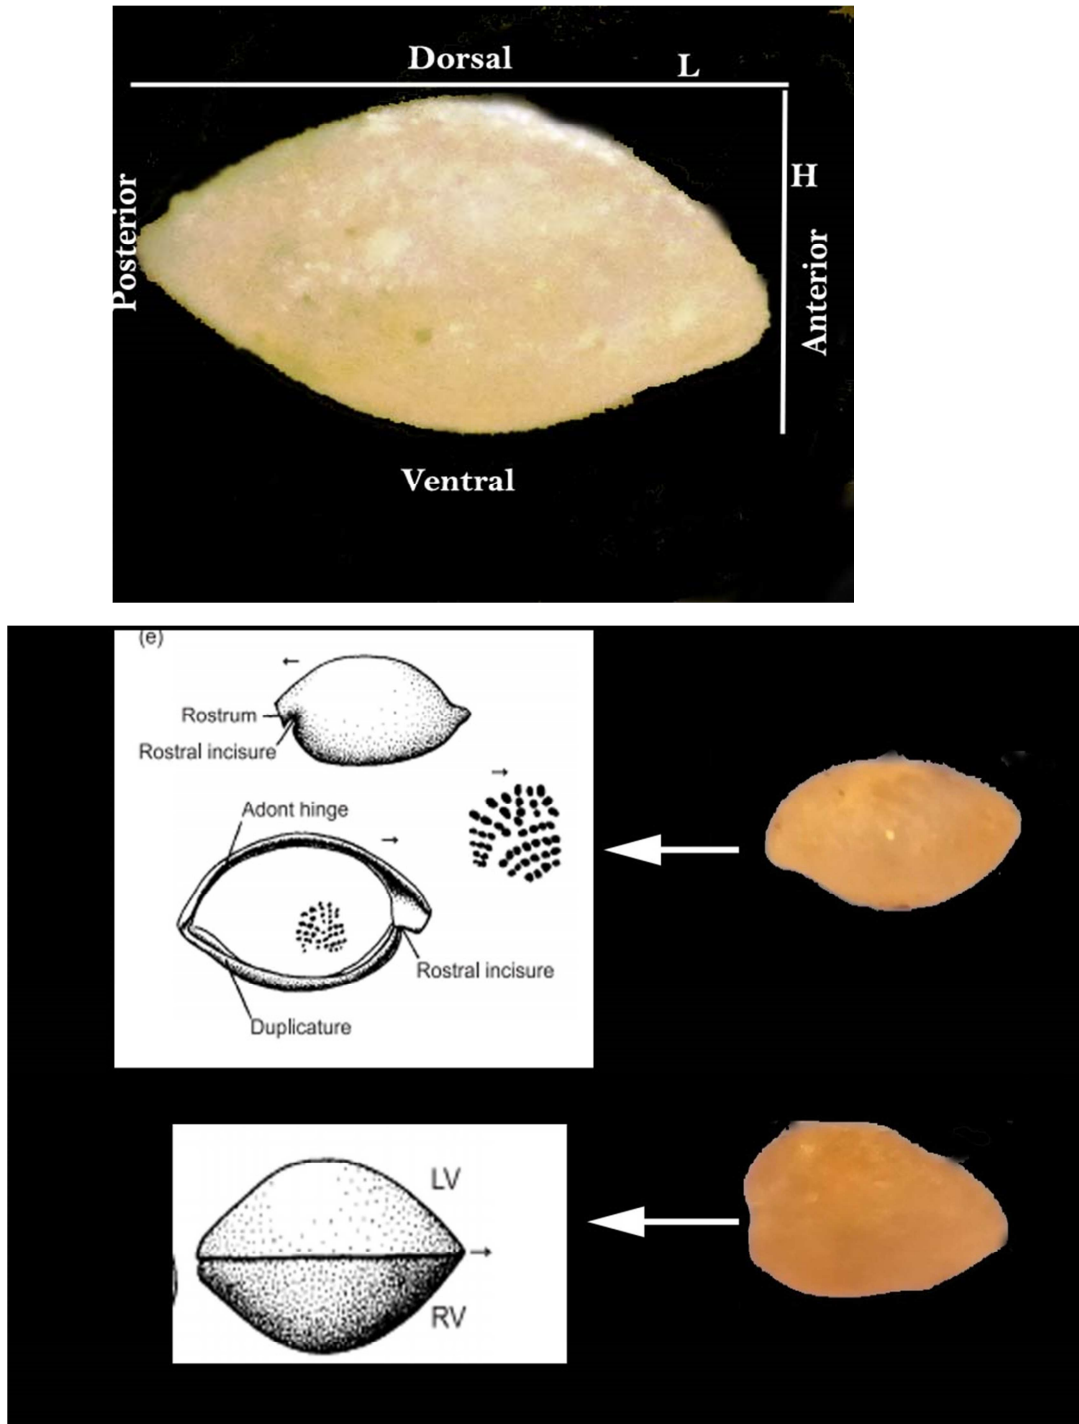 Dorsal
L
H
Posterior
Anterior
Ventral
(e)
Rostrum
Rostral incisure
Adont hinge
Rostral incisure
Duplicature
LV
RV